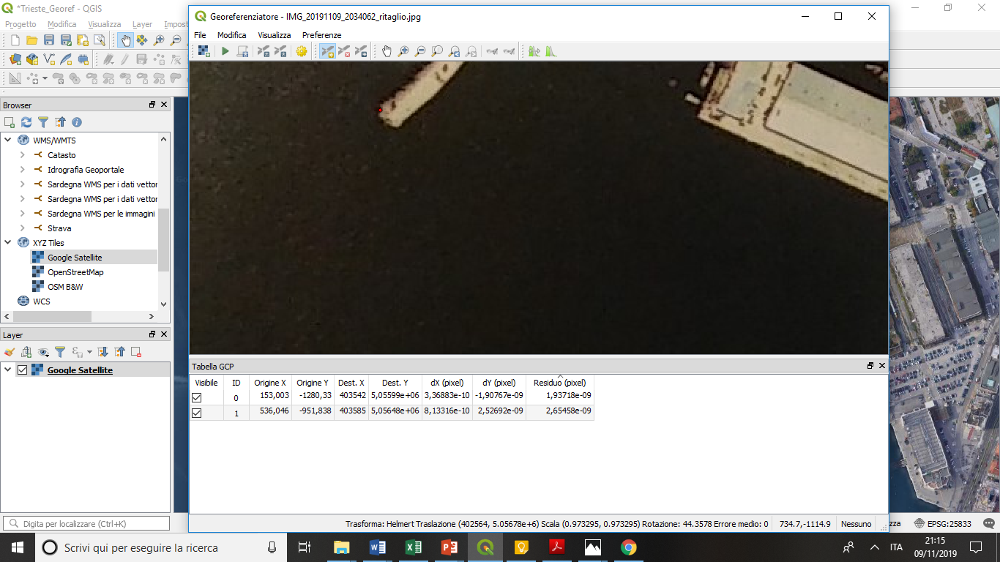 *Trieste_Georef - QGIS
Progetto Modifica Visualizza Layer Impost
Georeferenziatore - IMG_20191109_2034062_ritaglio.jpg
File Modifica Visualizza Preferenze
Browser
WMS/WMTS
Catasto
Idrografia Geoportale
Sardegna WMS per i dati vettor
Sardegna WMS per i dati vettor
Sardegna WMS per le immagini
Strava
XYZ Tiles
Google Satellite
OpenStreetMap
OSM B&W
WCS
Layer
Google Satellite
Tabella GCP
Visibile ID Origine X Origine Y Dest. X Dest. Y dX (pixel) dY (pixel) Residuo (pixel)
0 153,003 -1280,33 403542 5,05599e+06 3,36883e-10 -1,90767e-09 1,93718e-09
1 536,046 -951,838 403585 5,05648e+06 8,13316e-10 2,52692e-09 2,65458e-09
Trasforma: Helmert Traslazione (402564, 5.05678e+6) Scala (0.973295, 0.973295) Rotazione: 44.3578 Errore medio: 0 734.7,-1114.9 Nessuno
Digita per localizzare (Ctrl+K)
zza EPSG:25833
Scrivi qui per eseguire la ricerca
ITA
21:15
09/11/2019